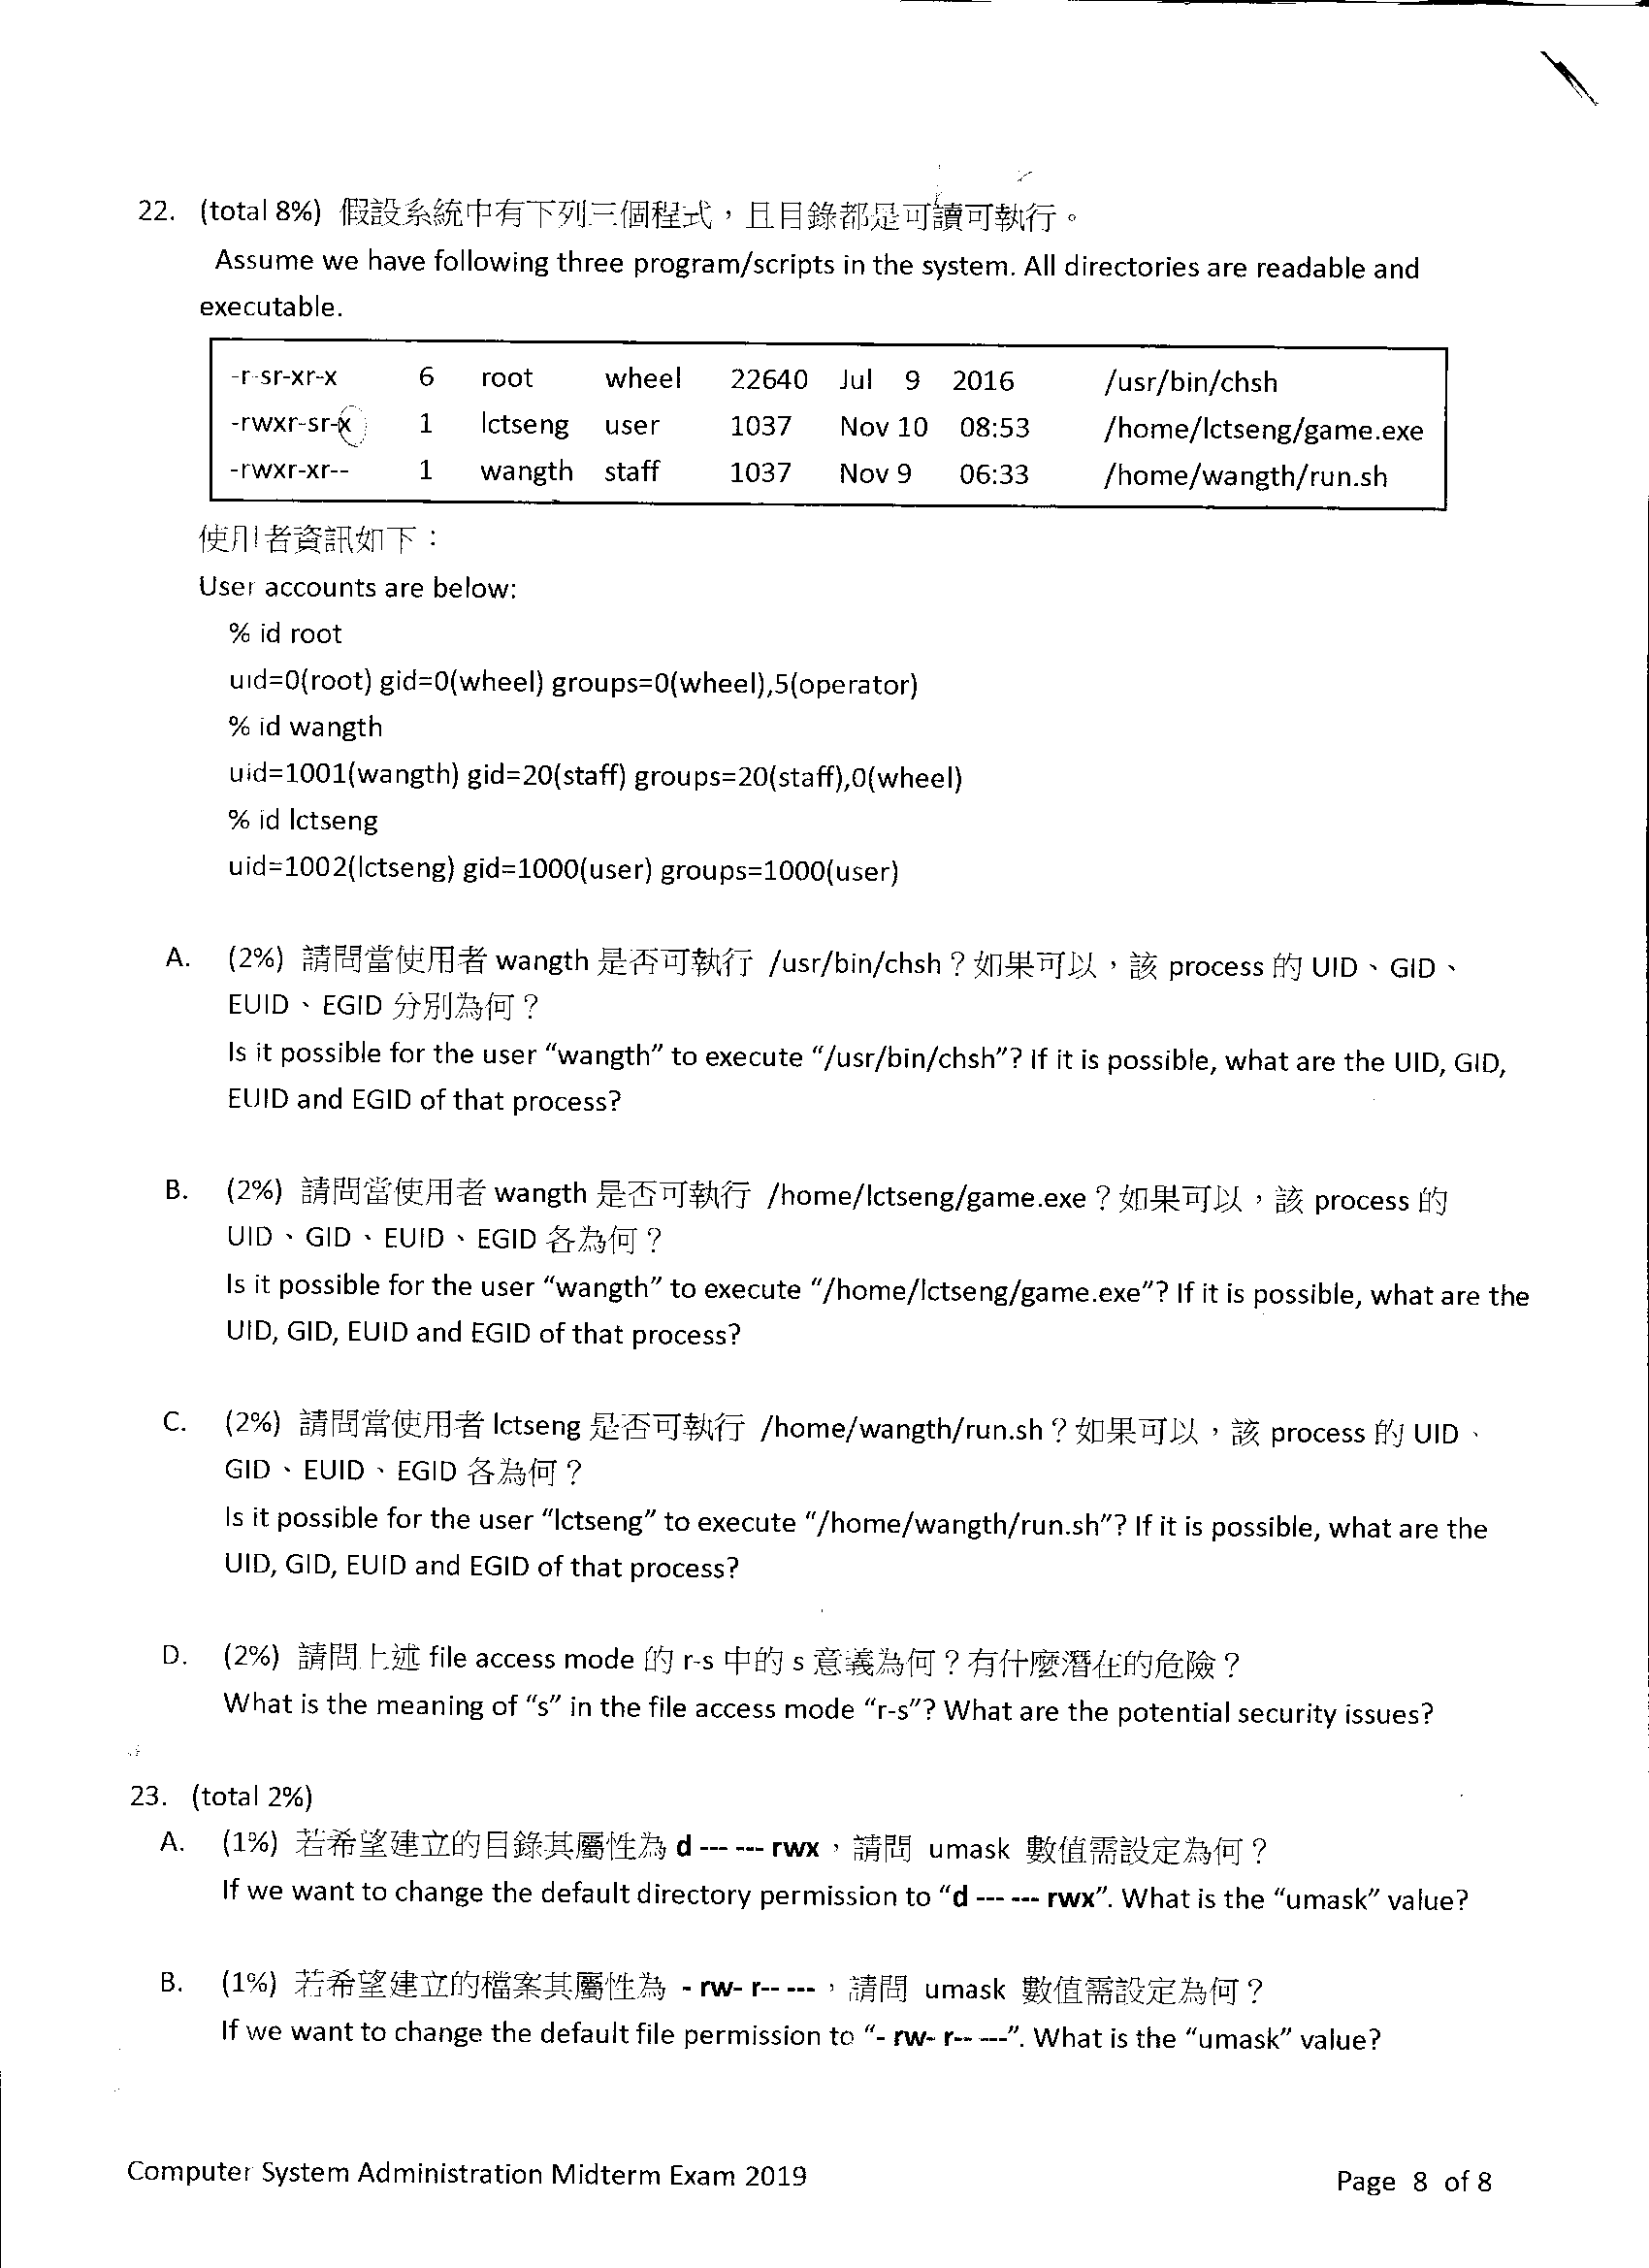 22. (total 8%) 假設系統中有下列三個程式，且目錄都是可讀可執行。
Assume we have following three program/scripts in the system. All directories are readable and
executable.
-r-sr-xr-x 6 root wheel 22640 Jul 9 2016 /usr/bin/chsh
-rwxr-sr-x 1 lctseng user 1037 Nov 10 08:53 /home/lctseng/game.exe
-rwxr-xr-- 1 wangth staff 1037 Nov 9 06:33 /home/wangth/run.sh
使用者資訊如下：
User accounts are below:
% id root
uid=0(root) gid=0(wheel) groups=0(wheel),5(operator)
% id wangth
uid=1001(wangth) gid=20(staff) groups=20(staff),0(wheel)
% id lctseng
uid=1002(lctseng) gid=1000(user) groups=1000(user)
A. (2%) 請問當使用者 wangth 是否可執行 /usr/bin/chsh？如果可以，該 process 的 UID、GID、
EUID、EGID 分別為何？
Is it possible for the user “wangth” to execute “/usr/bin/chsh”? If it is possible, what are the UID, GID,
EUID and EGID of that process?
B. (2%) 請問當使用者 wangth 是否可執行 /home/lctseng/game.exe？如果可以，該 process 的
UID、GID、EUID、EGID 各為何？
Is it possible for the user “wangth” to execute “/home/lctseng/game.exe”? If it is possible, what are the
UID, GID, EUID and EGID of that process?
C. (2%) 請問當使用者 lctseng 是否可執行 /home/wangth/run.sh？如果可以，該 process 的 UID、
GID、EUID、EGID 各為何？
Is it possible for the user “lctseng” to execute “/home/wangth/run.sh”? If it is possible, what are the
UID, GID, EUID and EGID of that process?
D. (2%) 請問上述 file access mode 的 r-s 中的 s 意義為何？有什麼潛在的危險？
What is the meaning of “s” in the file access mode “r-s”? What are the potential security issues?
23. (total 2%)
A. (1%) 若希望建立的目錄其屬性為 d --- --- rwx，請問 umask 數值需設定為何？
If we want to change the default directory permission to “d --- --- rwx”. What is the “umask” value?
B. (1%) 若希望建立的檔案其屬性為 - rw- r-- ---，請問 umask 數值需設定為何？
If we want to change the default file permission to “- rw- r-- ---”. What is the “umask” value?
Computer System Administration Midterm Exam 2019
Page 8 of 8